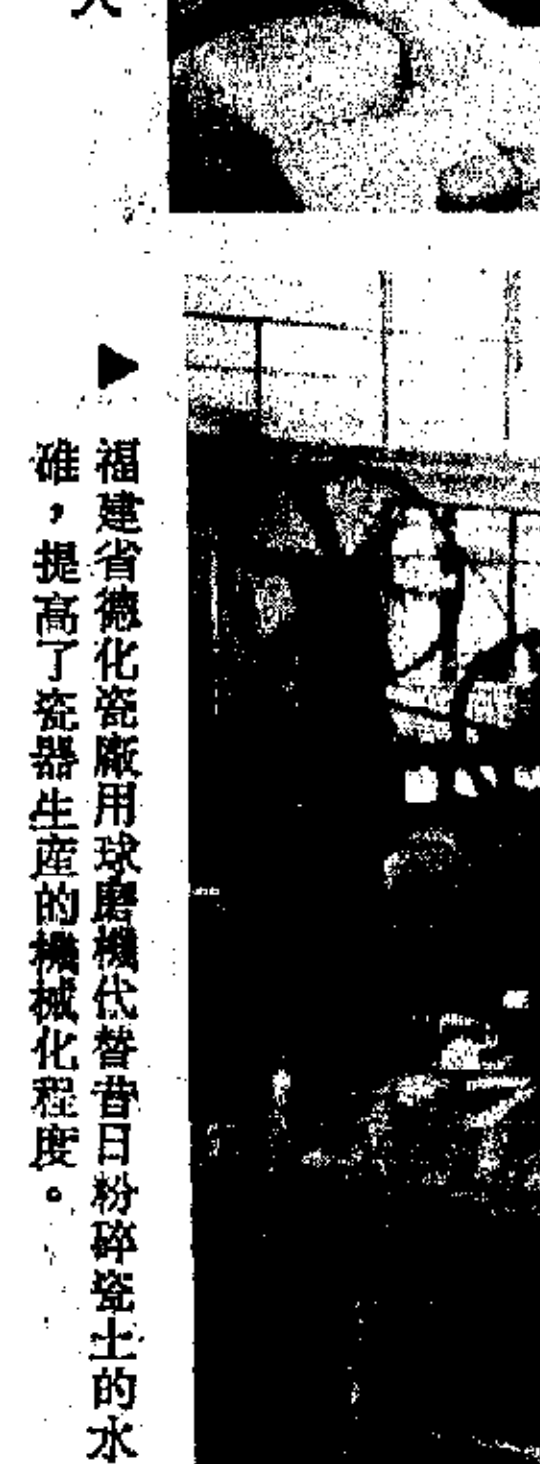 ▶福建省德化瓷廠用球磨機代替昔日粉碎瓷土的水
碓，提高了瓷器生産的機械化程度。